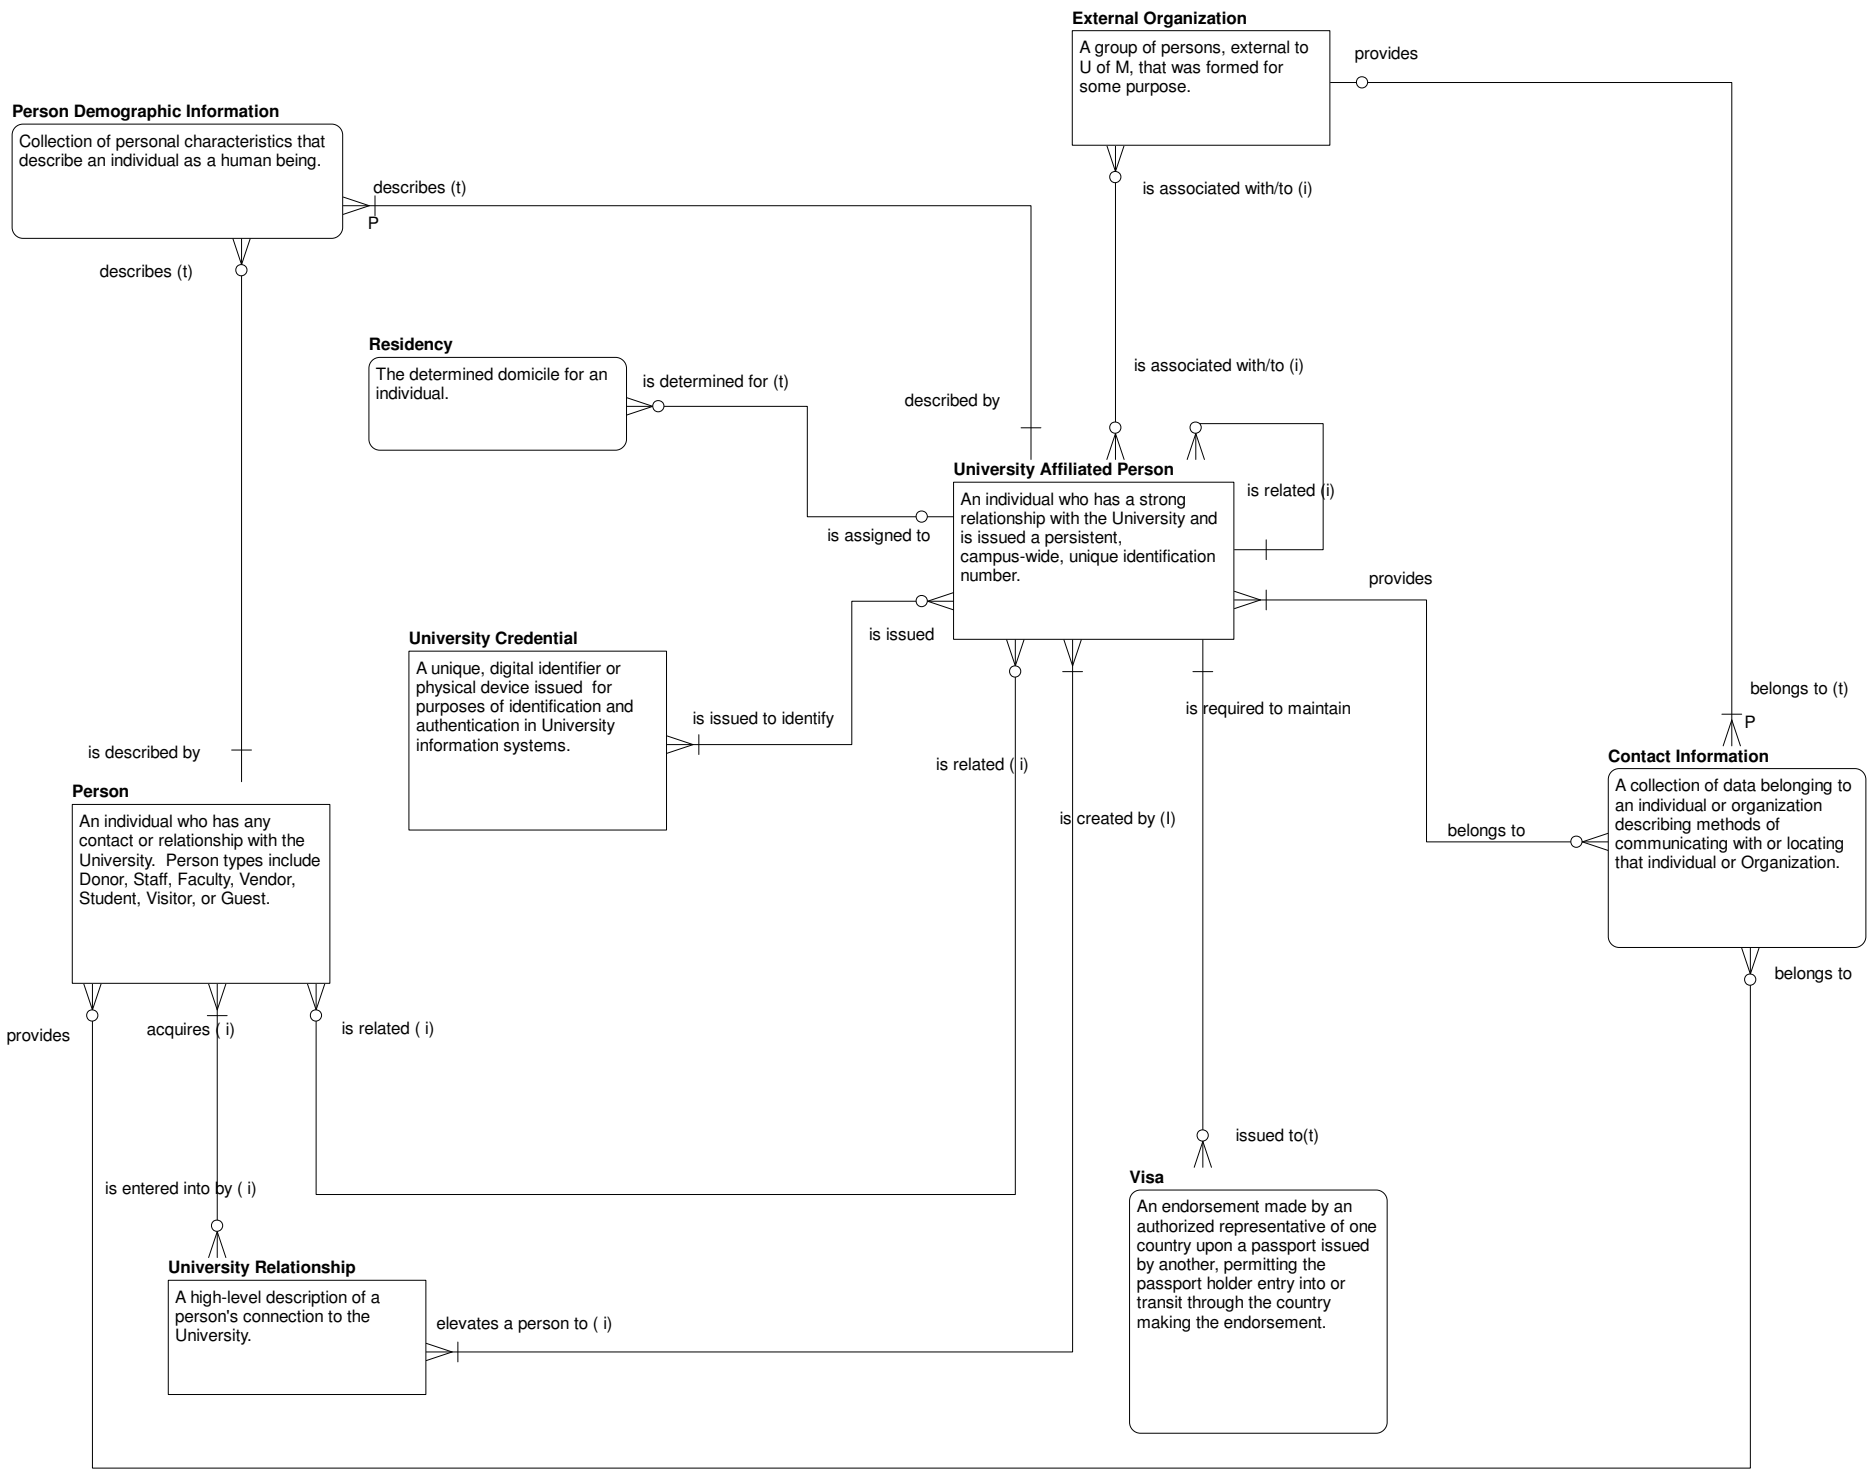 External Organization
A group of persons, external to
U of M, that was formed for
some purpose.
provides
Person Demographic Information
Collection of personal characteristics that
describe an individual as a human being.
describes (t)
P
is associated with/to (i)
describes (t)
Residency
The determined domicile for an
individual.
is determined for (t)
is associated with/to (i)
described by
University Affiliated Person
An individual who has a strong
relationship with the University and
is issued a persistent,
campus-wide, unique identification
number.
is related (i)
is assigned to
provides
University Credential
A unique, digital identifier or
physical device issued  for
purposes of identification and
authentication in University
information systems.
is issued
is issued to identify
is required to maintain
belongs to (t)
P
is described by
is related ( i)
Contact Information
A collection of data belonging to
an individual or organization
describing methods of
communicating with or locating
that individual or Organization.
Person
An individual who has any
contact or relationship with the
University.  Person types include
Donor, Staff, Faculty, Vendor,
Student, Visitor, or Guest.
is created by (I)
belongs to
belongs to
provides
acquires ( i)
is related ( i)
issued to(t)
Visa
An endorsement made by an
authorized representative of one
country upon a passport issued
by another, permitting the
passport holder entry into or
transit through the country
making the endorsement.
is entered into by ( i)
University Relationship
A high-level description of a
person's connection to the
University.
elevates a person to ( i)